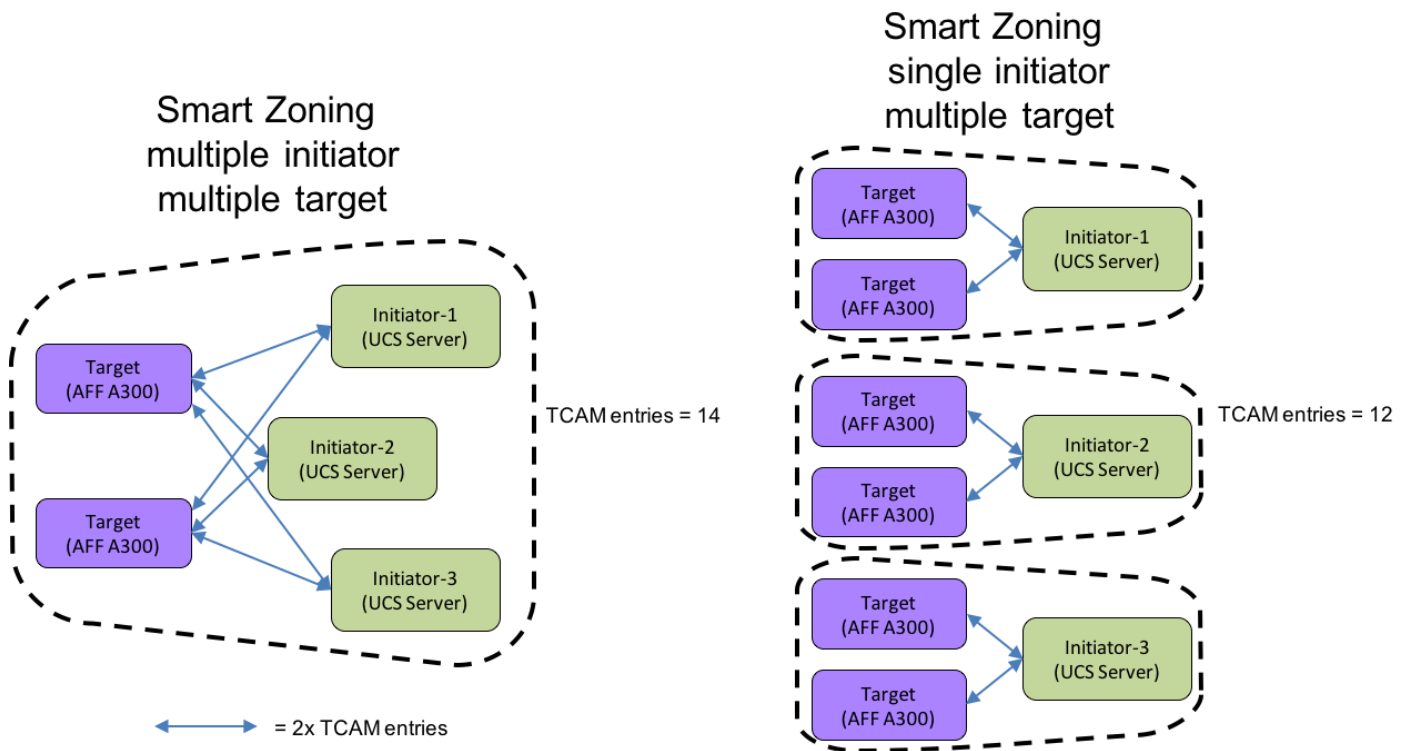 Smart Zoning
multiple initiator
multiple target
Target
(AFF A300)
Target
(AFF A300)
Initiator-1
(UCS Server)
Initiator-2
(UCS Server)
Initiator-3
(UCS Server)
TCAM entries = 14
= 2x TCAM entries
Smart Zoning
single initiator
multiple target
Target
(AFF A300)
Target
(AFF A300)
Initiator-1
(UCS Server)
Target
(AFF A300)
Target
(AFF A300)
Initiator-2
(UCS Server)
TCAM entries = 12
Target
(AFF A300)
Target
(AFF A300)
Initiator-3
(UCS Server)